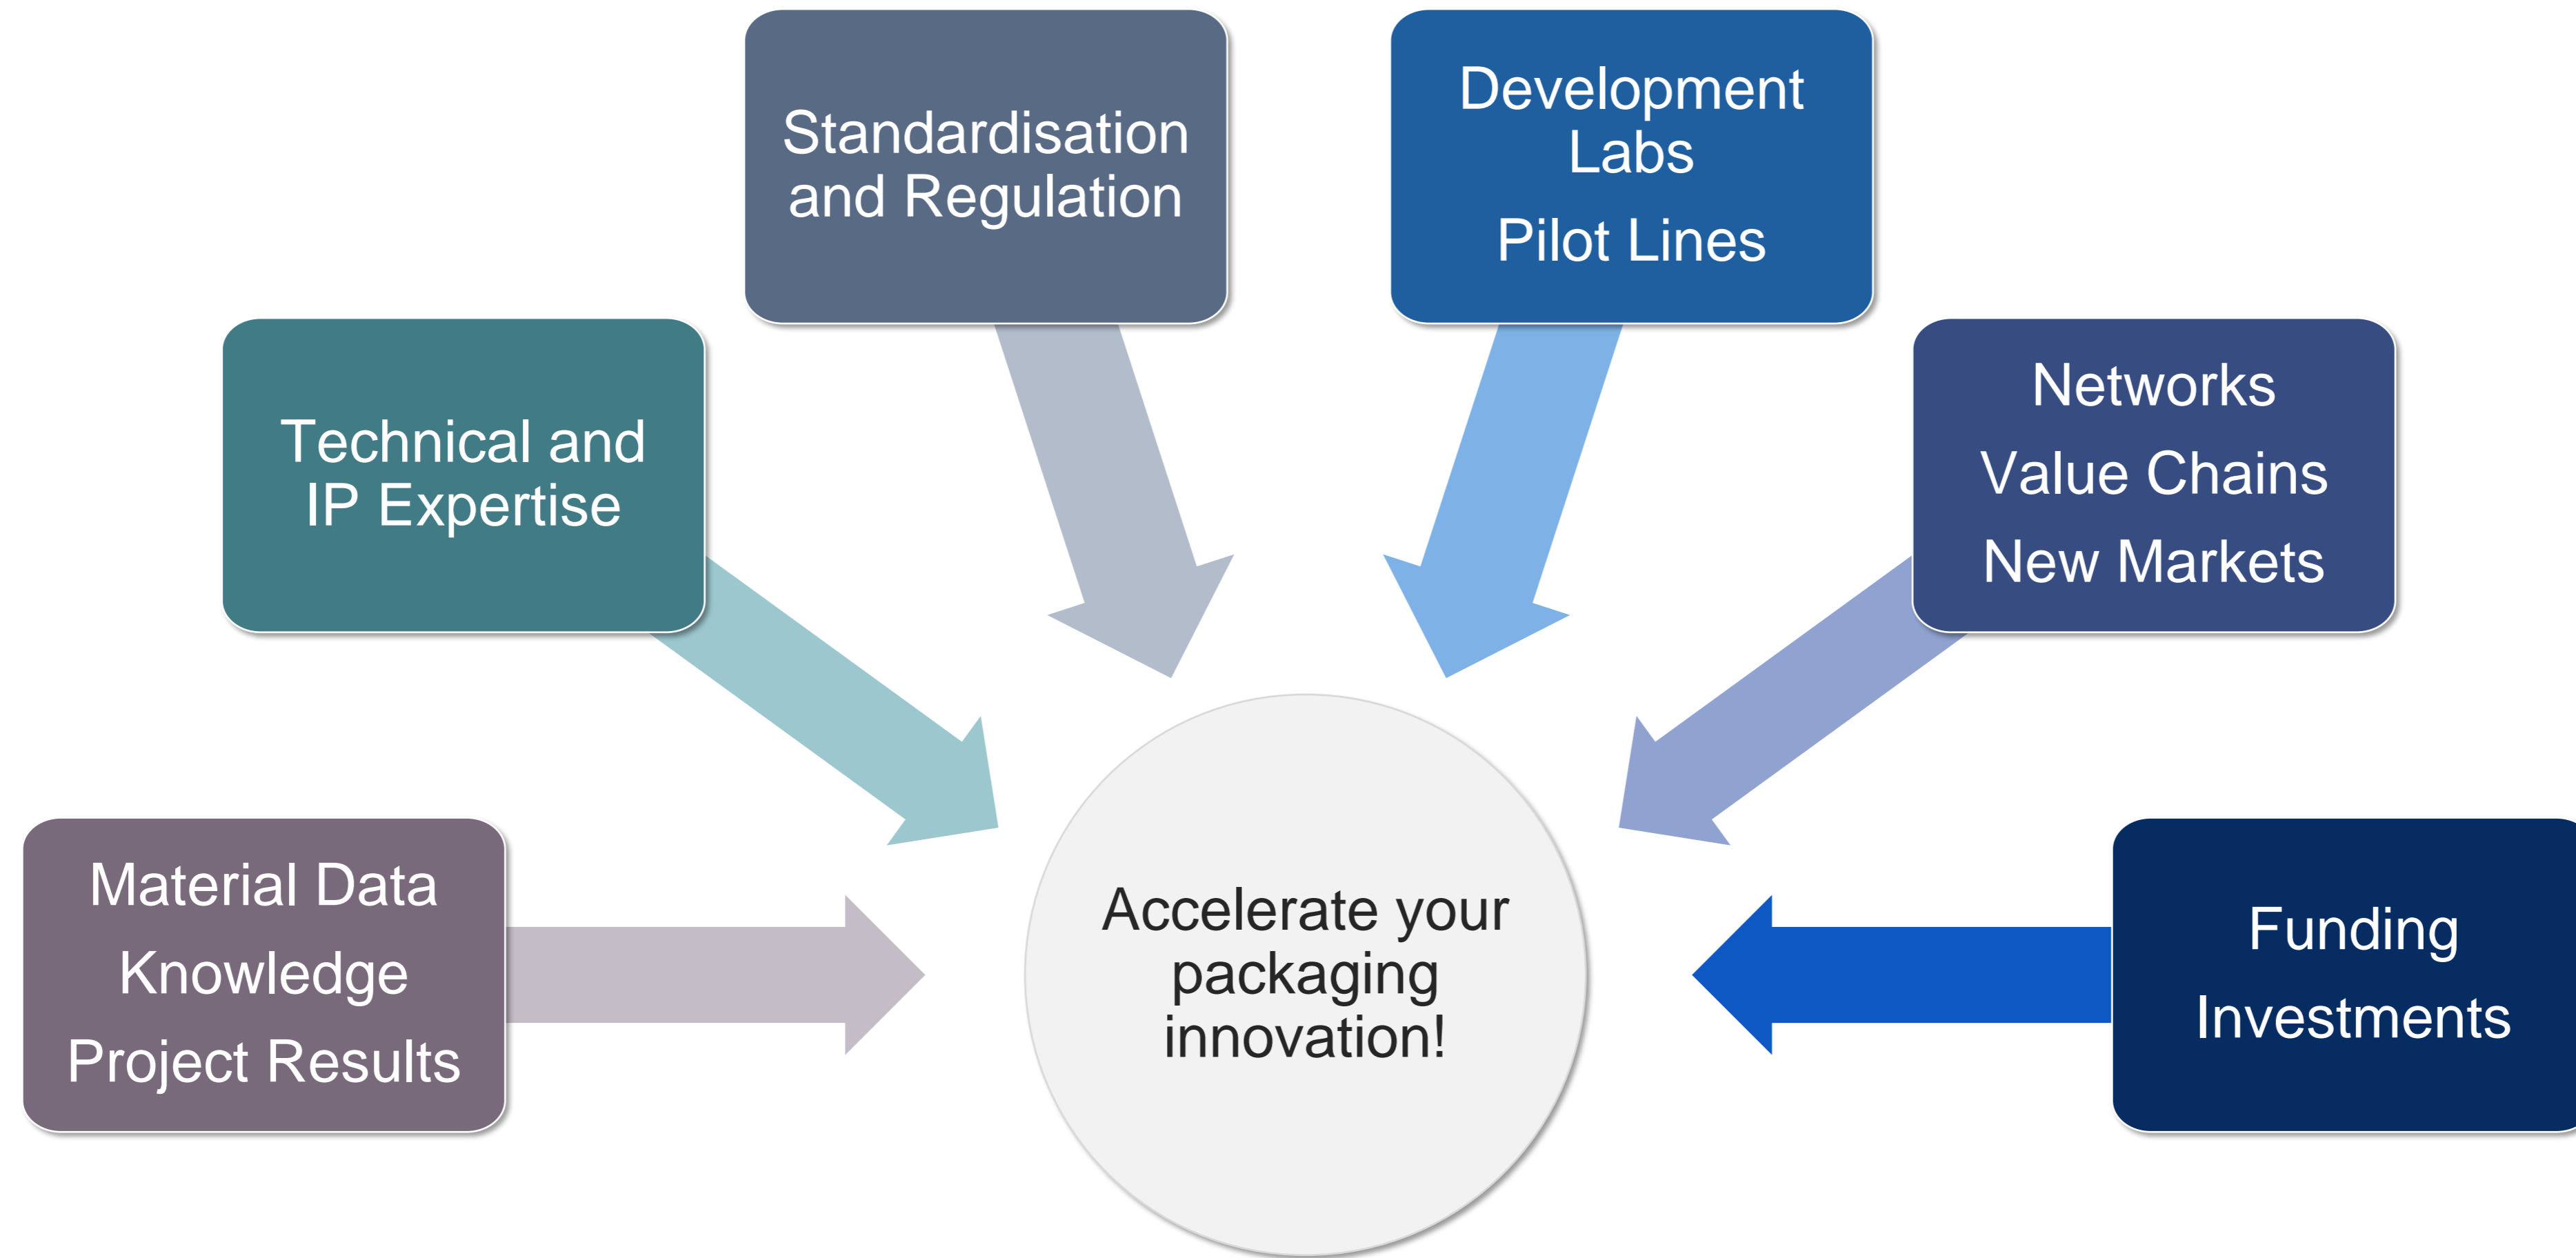 Standardisation
and Regulation
Development
Labs
Pilot Lines
Technical and
IP Expertise
Networks
Value Chains
New Markets
Material Data
Knowledge
Project Results
Accelerate your
packaging
innovation!
Funding
Investments